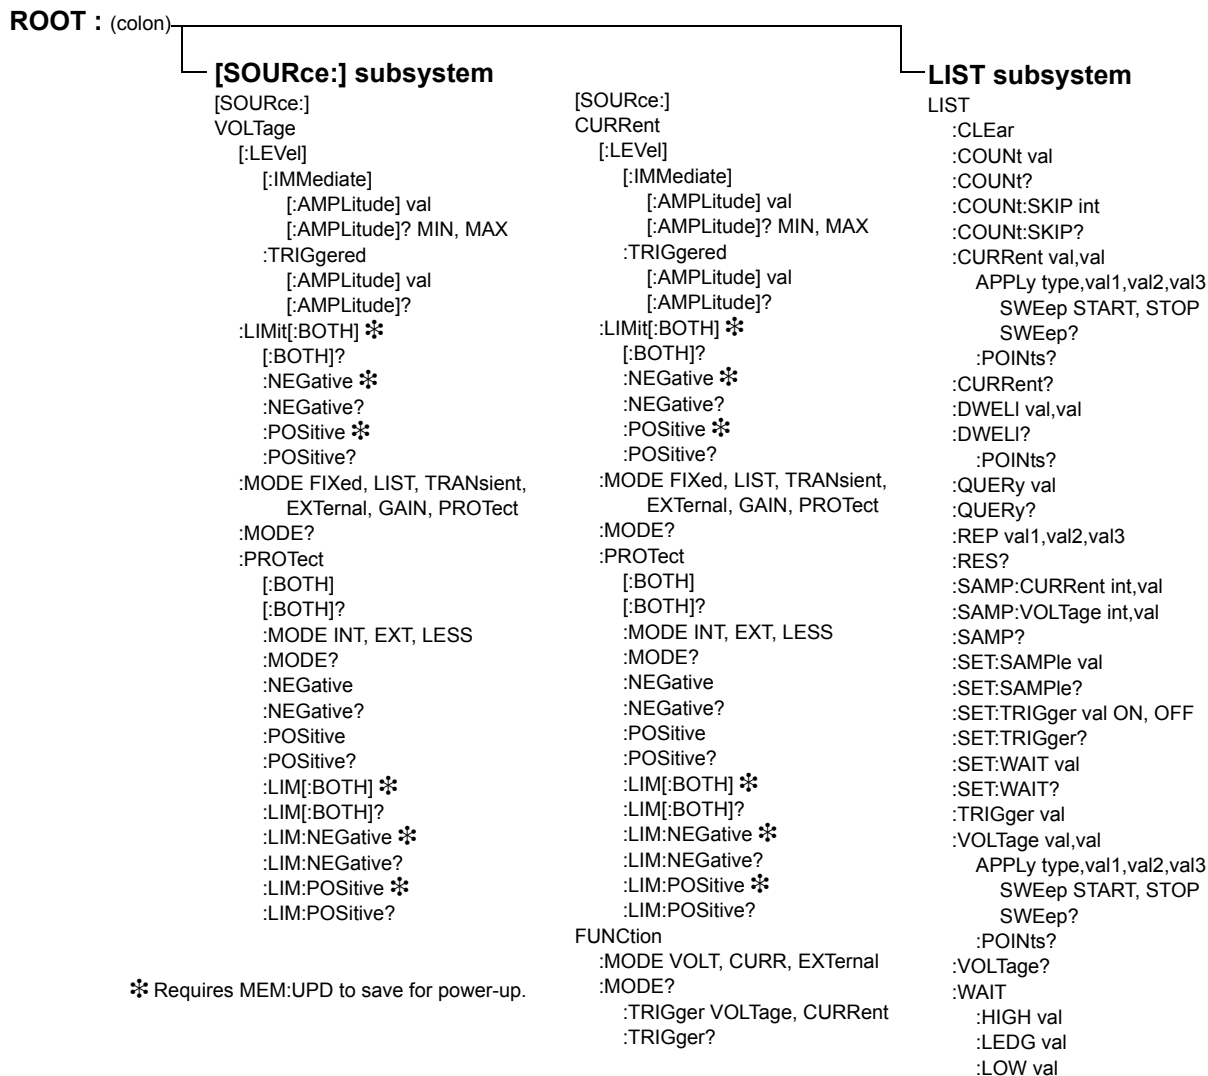 ROOT : (colon)
[SOURce:] subsystem
[SOURce:]
VOLTage
[:LEVel]
[:IMMediate]
[:AMPLitude] val
[:AMPLitude]? MIN, MAX
:TRIGgered
[:AMPLitude] val
[:AMPLitude]?
:LIMit[:BOTH] ✻
[:BOTH]?
:NEGative ✻
:NEGative?
:POSitive ✻
:POSitive?
:MODE FIXed, LIST, TRANsient,
EXTernal, GAIN, PROTect
:MODE?
:PROTect
[:BOTH]
[:BOTH]?
:MODE INT, EXT, LESS
:MODE?
:NEGative
:NEGative?
:POSitive
:POSitive?
:LIM[:BOTH] ✻
:LIM[:BOTH]?
:LIM:NEGative ✻
:LIM:NEGative?
:LIM:POSitive ✻
:LIM:POSitive?
✻ Requires MEM:UPD to save for power-up.
[SOURce:]
CURRent
[:LEVel]
[:IMMediate]
[:AMPLitude] val
[:AMPLitude]? MIN, MAX
:TRIGgered
[:AMPLitude] val
[:AMPLitude]?
:LIMit[:BOTH] ✻
[:BOTH]?
:NEGative ✻
:NEGative?
:POSitive ✻
:POSitive?
:MODE FIXed, LIST, TRANsient,
EXTernal, GAIN, PROTect
:MODE?
:PROTect
[:BOTH]
[:BOTH]?
:MODE INT, EXT, LESS
:MODE?
:NEGative
:NEGative?
:POSitive
:POSitive?
:LIM[:BOTH] ✻
:LIM[:BOTH]?
:LIM:NEGative ✻
:LIM:NEGative?
:LIM:POSitive ✻
:LIM:POSitive?
FUNCtion
:MODE VOLT, CURR, EXTernal
:MODE?
:TRIGger VOLTage, CURRent
:TRIGger?
LIST subsystem
LIST
:CLEar
:COUNt val
:COUNt?
:COUNt:SKIP int
:COUNt:SKIP?
:CURRent val,val
APPLy type,val1,val2,val3
SWEep START, STOP
SWEep?
:POINts?
:CURRent?
:DWELl val,val
:DWELl?
:POINts?
:QUERy val
:QUERy?
:REP val1,val2,val3
:RES?
:SAMP:CURRent int,val
:SAMP:VOLTage int,val
:SAMP?
:SET:SAMPle val
:SET:SAMPle?
:SET:TRIGger val ON, OFF
:SET:TRIGger?
:SET:WAIT val
:SET:WAIT?
:TRIGger val
:VOLTage val,val
APPLy type,val1,val2,val3
SWEep START, STOP
SWEep?
:POINts?
:VOLTage?
:WAIT
:HIGH val
:LEDG val
:LOW val